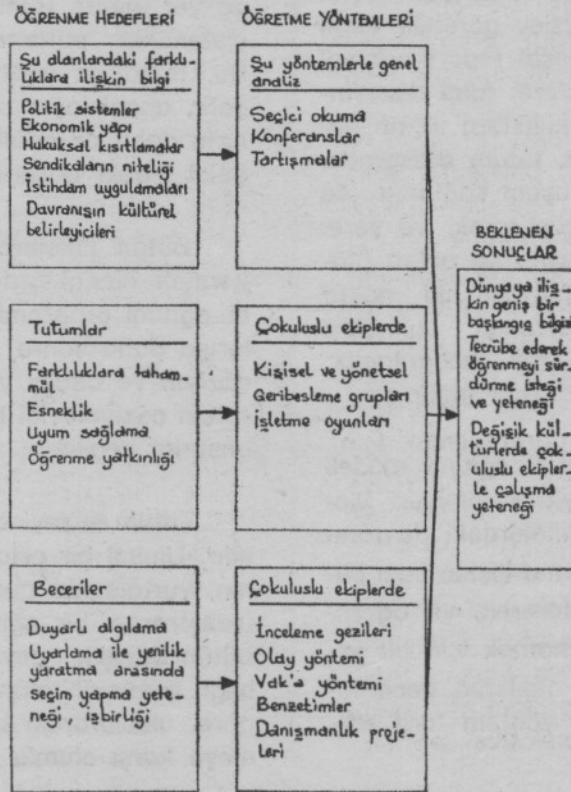 ÖĞRENME HEDEFLERİ
Şu alanlardaki farklı-
lıklara ilişkin bilgi
Politik sistemler
Ekonomik yapı
Hukuksal kısıtlamalar
Sendikaların niteliği
İstihdam uygulamaları
Davranışın kültürel
belirleyicileri
Tutumlar
Farklılıklara taham-
mül
Esneklik
Uyum sağlama
Öğrenme yatkınlığı
Beceriler
Duyarlı algılama
Uyarlama ile yenilik
yaratma arasında
seçim yapma yete-
neği, işbirliği
ÖĞRETME YÖNTEMLERİ
Şu yöntemlerle genel
analiz
Seçici okuma
Konferanslar
Tartışmalar
Çokuluslu ekiplerde
Kişisel ve yönetsel
Geribesleme grupları
İşletme oyunları
Çokuluslu ekiplerde
İnceleme gezileri
Olay yöntemi
Vak'a yöntemi
Benzetimler
Danışmanlık proje-
leri
BEKLENEN
SONUÇLAR
Dünyaya iliş-
kin geniş bir
başlangıç bilgisi
Tecrübe ederek
öğrenmeyi sür-
dürme isteği
ve yeteneği
Değişik kül-
türlerde çok
uluslu ekipler-
le çalışma
yeteneği